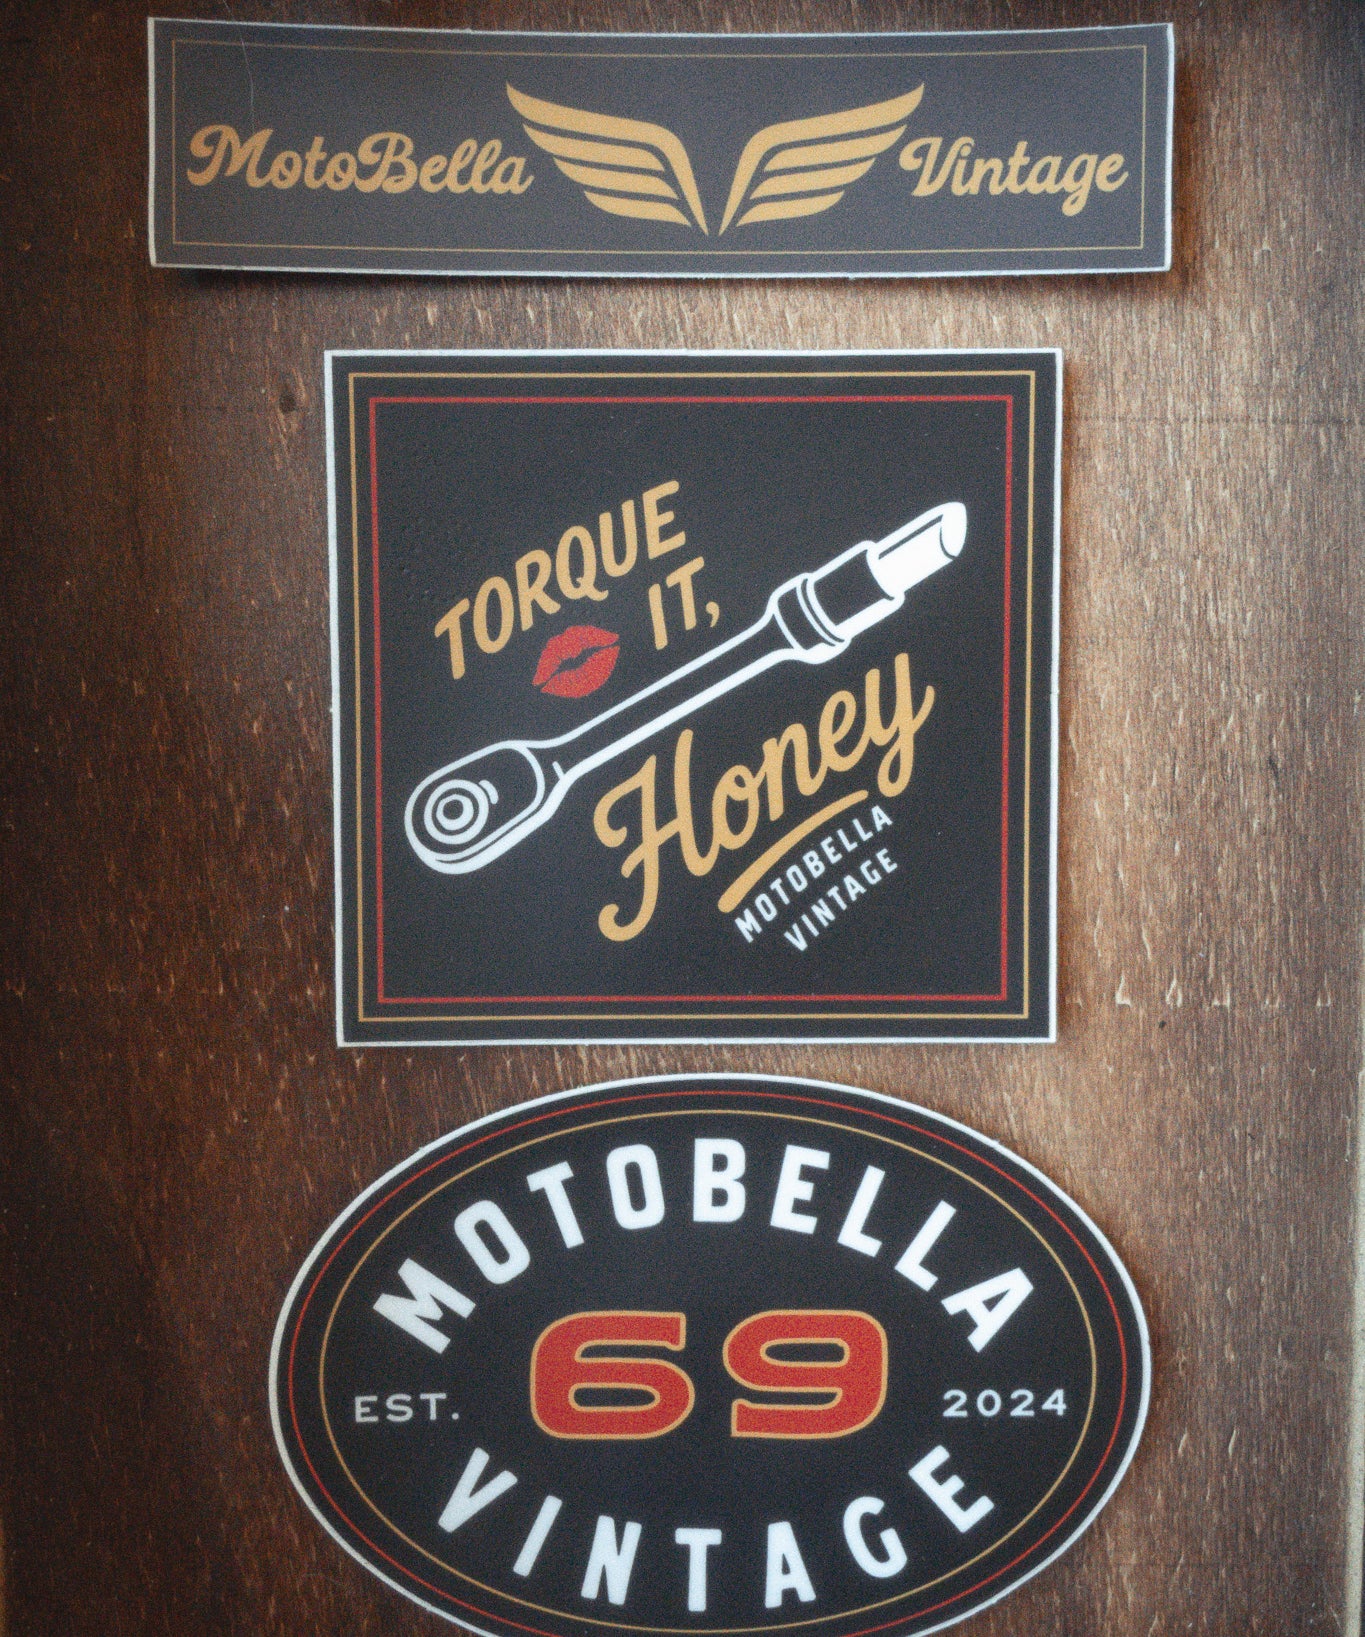 MotoBella Vintage
TORQUE
IT,
Honey
MOTOBELLA
VINTAGE
MOTOBELLA
EST. 69 2024
VINTAGE